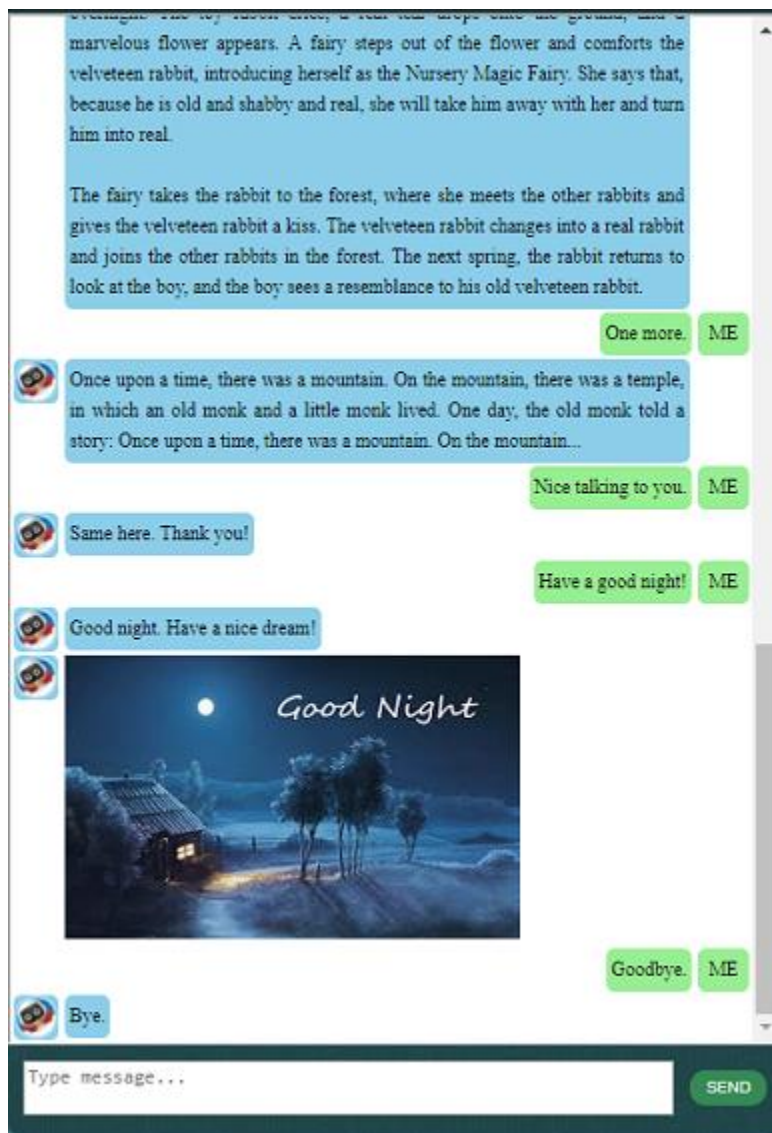 marvelous flower appears. A fairy steps out of the flower and comforts the
velveteen rabbit, introducing herself as the Nursery Magic Fairy. She says that,
because he is old and shabby and real, she will take him away with her and turn
him into real.
The fairy takes the rabbit to the forest, where she meets the other rabbits and
gives the velveteen rabbit a kiss. The velveteen rabbit changes into a real rabbit
and joins the other rabbits in the forest. The next spring, the rabbit returns to
look at the boy, and the boy sees a resemblance to his old velveteen rabbit.
One more. ME
Once upon a time, there was a mountain. On the mountain, there was a temple,
in which an old monk and a little monk lived. One day, the old monk told a
story: Once upon a time, there was a mountain. On the mountain...
Nice talking to you. ME
Same here. Thank you!
Have a good night! ME
Good night. Have a nice dream!
Good Night
Goodbye. ME
Bye.
Type message... SEND